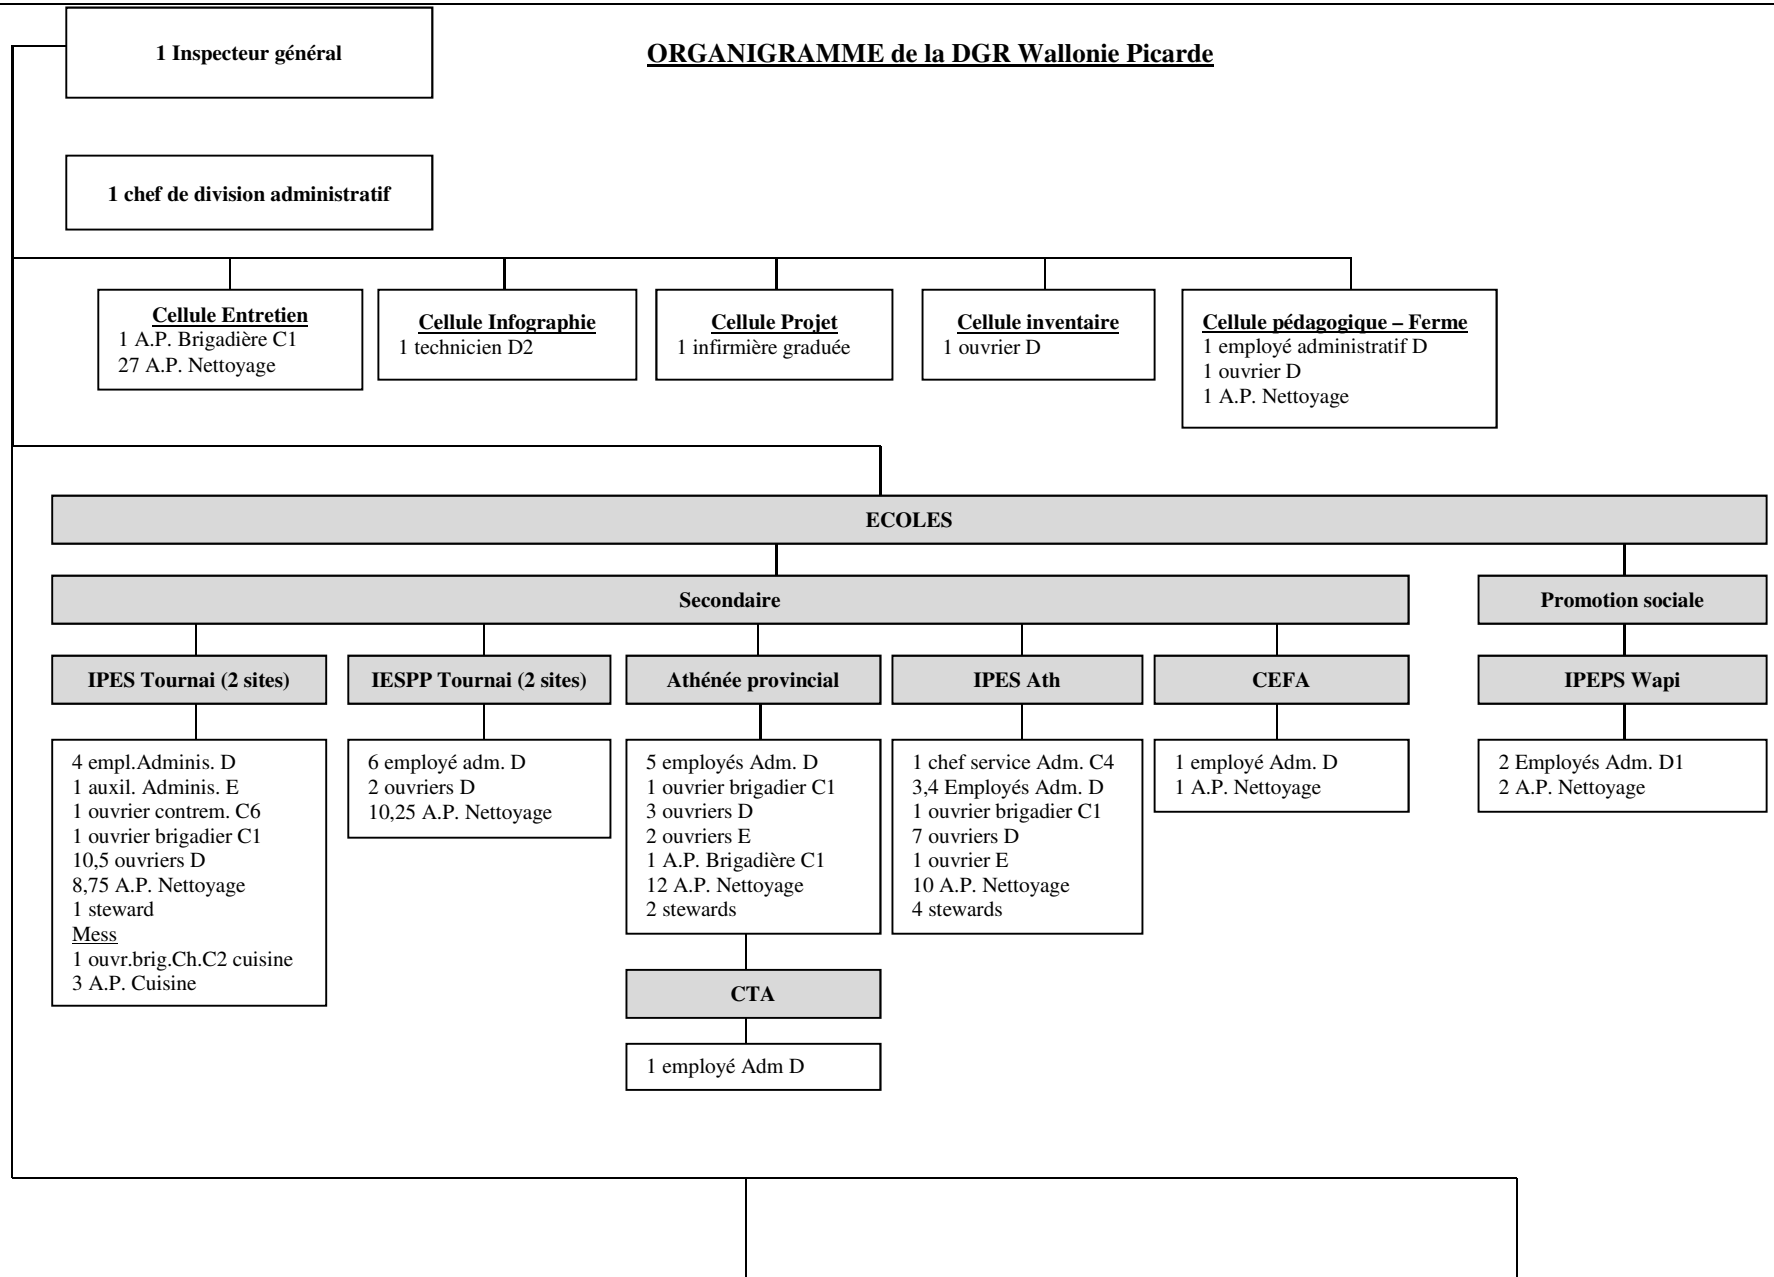 1 Inspecteur général
ORGANIGRAMME de la DGR Wallonie Picarde
1 chef de division administratif
Cellule Entretien
1 A.P. Brigadière C1
27 A.P. Nettoyage
Cellule Infographie
1 technicien D2
Cellule Projet
1 infirmière graduée
Cellule inventaire
1 ouvrier D
Cellule pédagogique – Ferme
1 employé administratif D
1 ouvrier D
1 A.P. Nettoyage
ECOLES
Secondaire
Promotion sociale
IPES Tournai (2 sites)
IESPP Tournai (2 sites)
Athénée provincial
IPES Ath
CEFA
IPEPS Wapi
4 empl.Adminis. D
1 auxil. Adminis. E
1 ouvrier contrem. C6
1 ouvrier brigadier C1
10,5 ouvriers D
8,75 A.P. Nettoyage
1 steward
Mess
1 ouvr.brig.Ch.C2 cuisine
3 A.P. Cuisine
6 employé adm. D
2 ouvriers D
10,25 A.P. Nettoyage
5 employés Adm. D
1 ouvrier brigadier C1
3 ouvriers D
2 ouvriers E
1 A.P. Brigadière C1
12 A.P. Nettoyage
2 stewards
1 chef service Adm. C4
3,4 Employés Adm. D
1 ouvrier brigadier C1
7 ouvriers D
1 ouvrier E
10 A.P. Nettoyage
4 stewards
1 employé Adm. D
1 A.P. Nettoyage
2 Employés Adm. D1
2 A.P. Nettoyage
CTA
1 employé Adm D